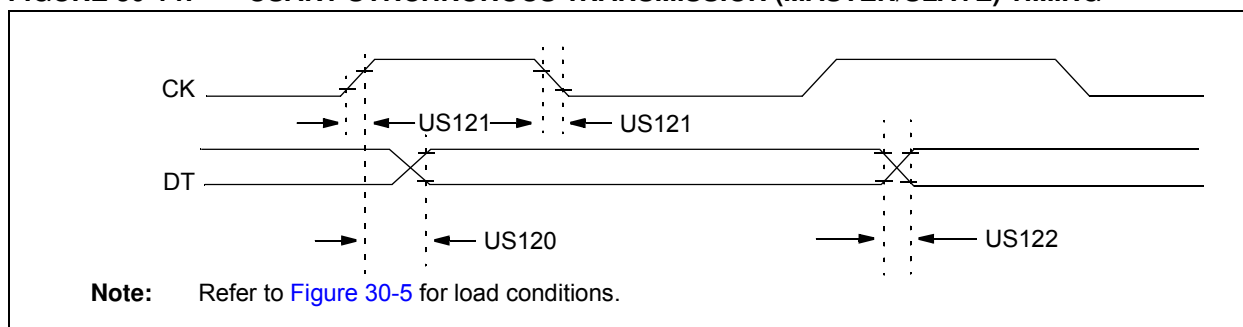 CK
US121
US121
DT
US120
US122
Note: Refer to Figure 30-5 for load conditions.